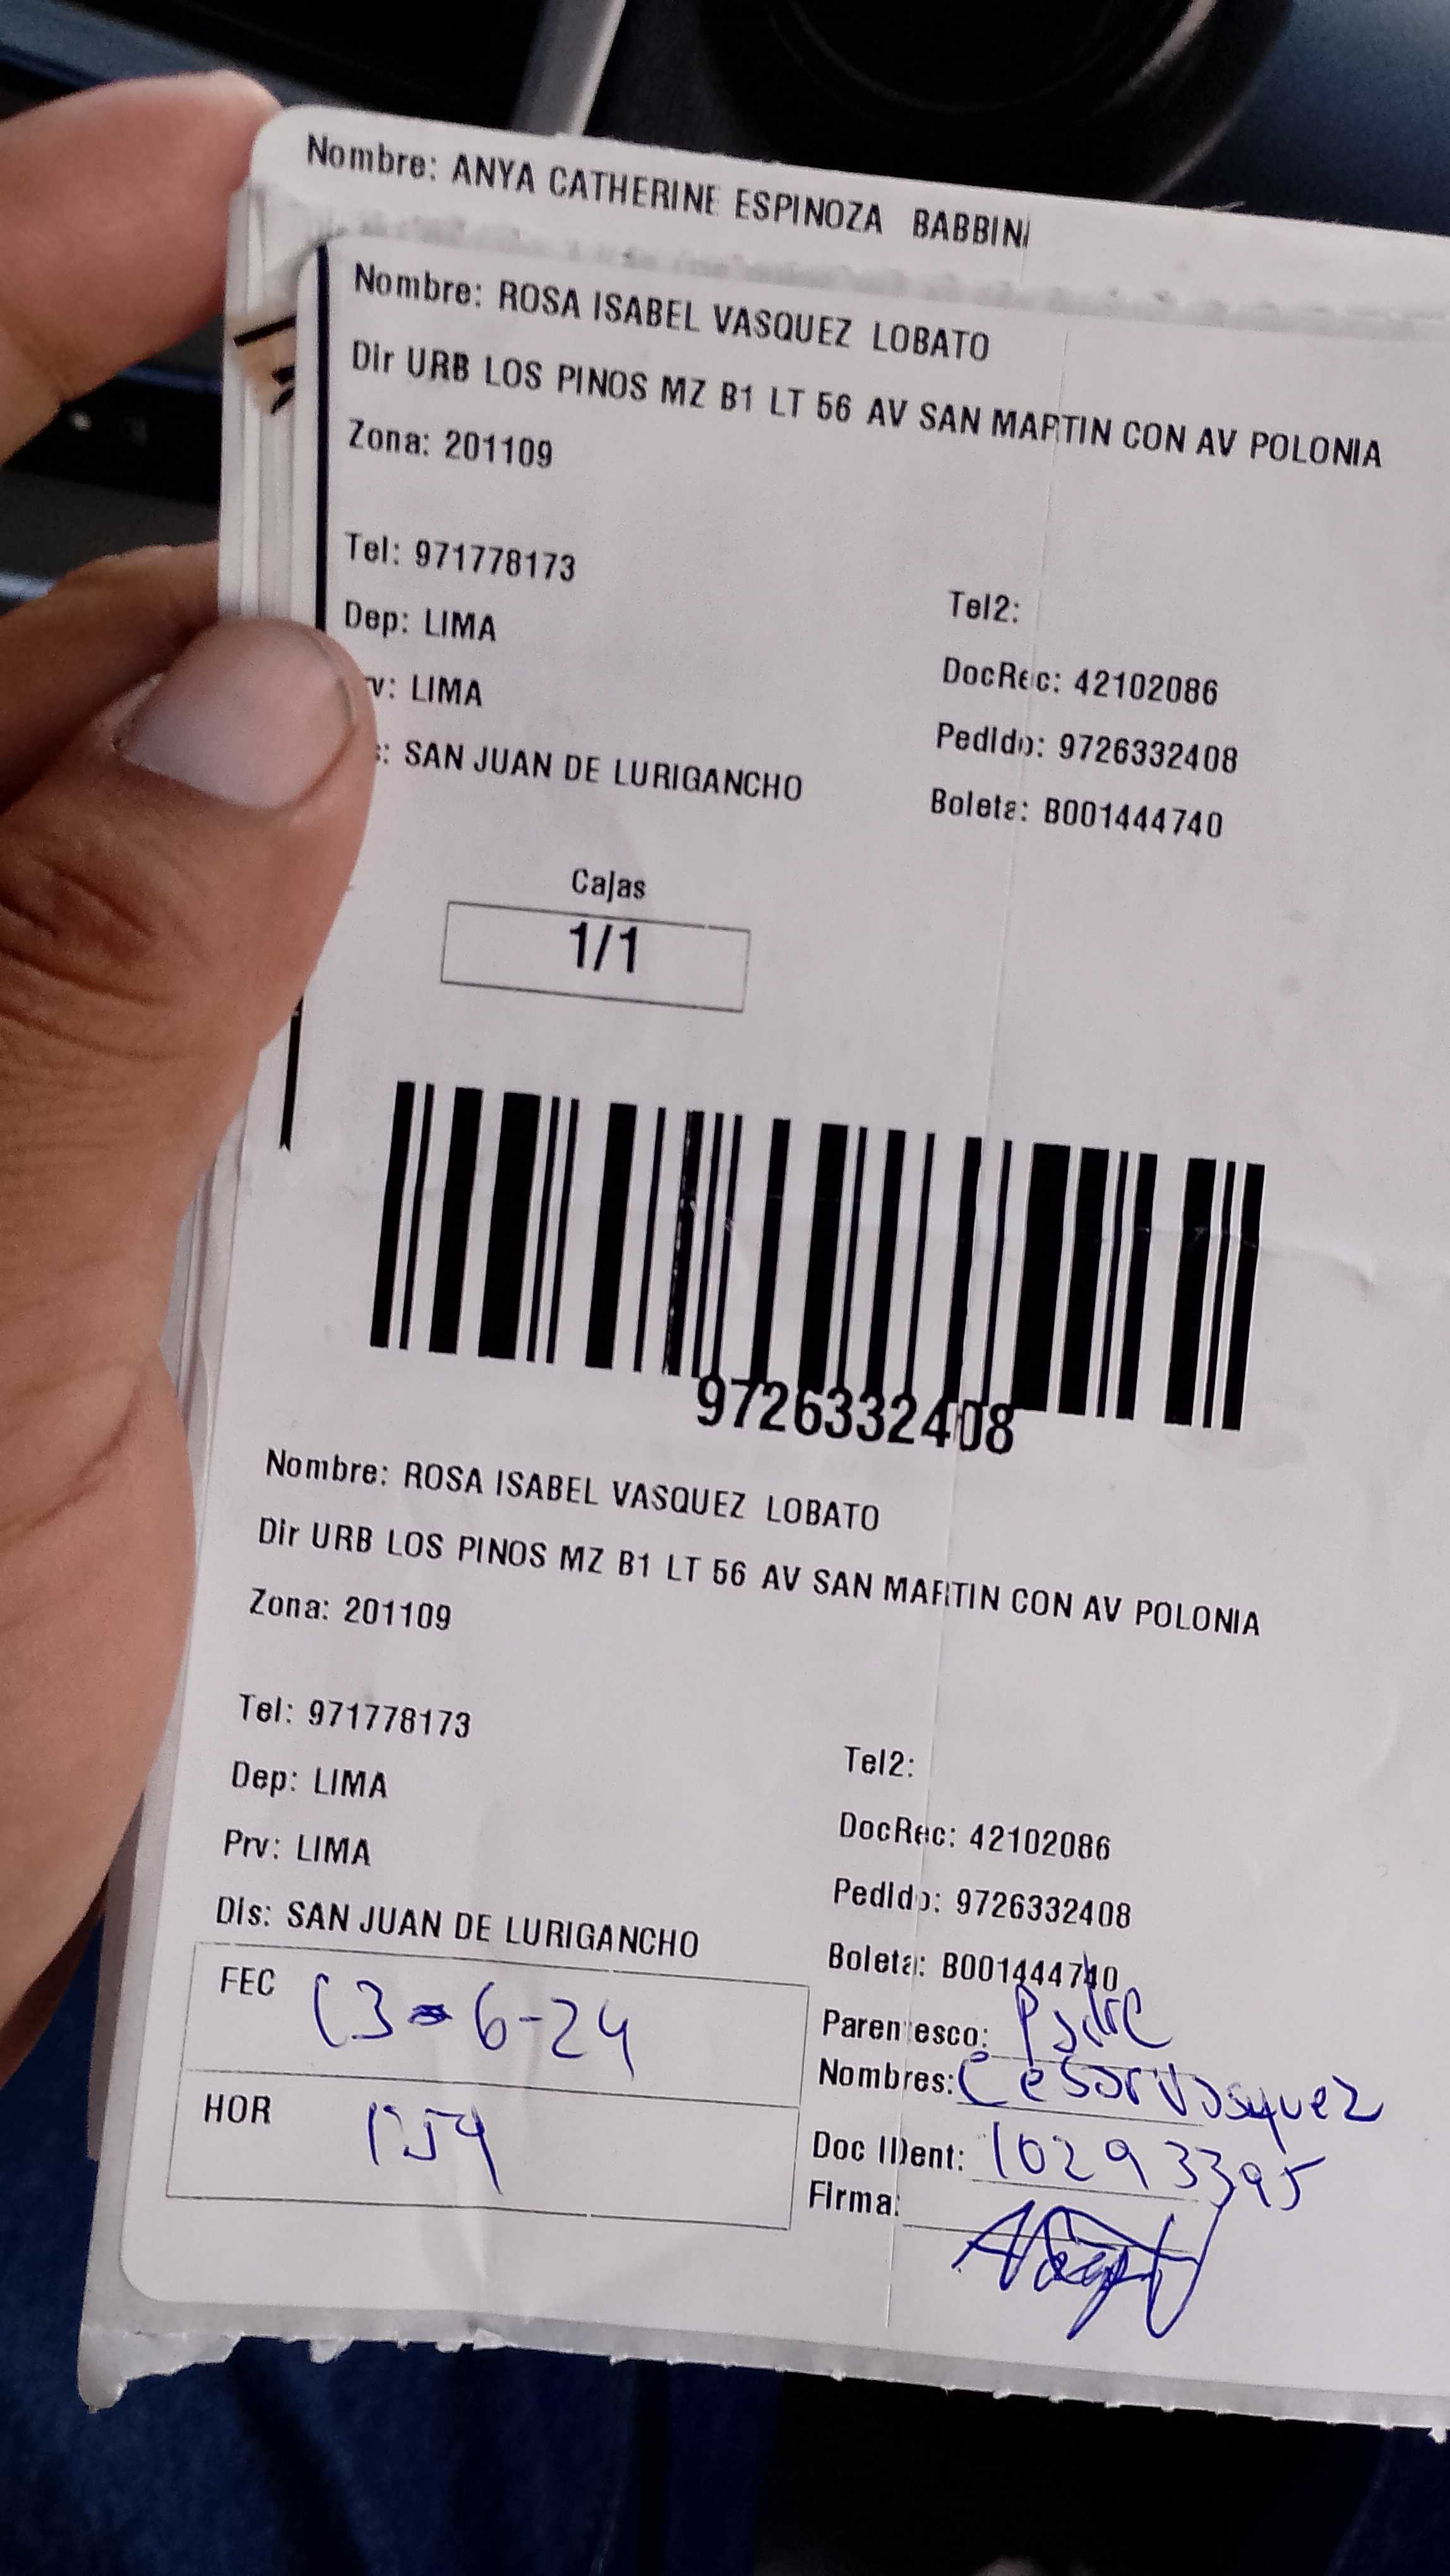 Nombre: ANYA CATHERINE ESPINOZA BABBINI
Nombre: ROSA ISABEL VASQUEZ LOBATO
Dir URB LOS PINOS MZ B1 LT 56 AV SAN MARTIN CON AV POLONIA
Zona: 201109
Tel: 971778173
Tel2:
Dep: LIMA
DocRec: 42102086
v: LIMA
Pedido: 9726332408
: SAN JUAN DE LURIGANCHO
Boleta: B001444740
Cajas
1/1
9726332408
Nombre: ROSA ISABEL VASQUEZ LOBATO
Dir URB LOS PINOS MZ B1 LT 56 AV SAN MARTIN CON AV POLONIA
Zona: 201109
Tel: 971778173
Tel2:
Dep: LIMA
DocRec: 42102086
Prv: LIMA
Pedido: 9726332408
Dis: SAN JUAN DE LURIGANCHO
Boleta: B001444740
FEC 13-6-24
Parentesco: Padre
Nombres: Cesar Vasquez
HOR
Doc IDent: 10293395
Firma: